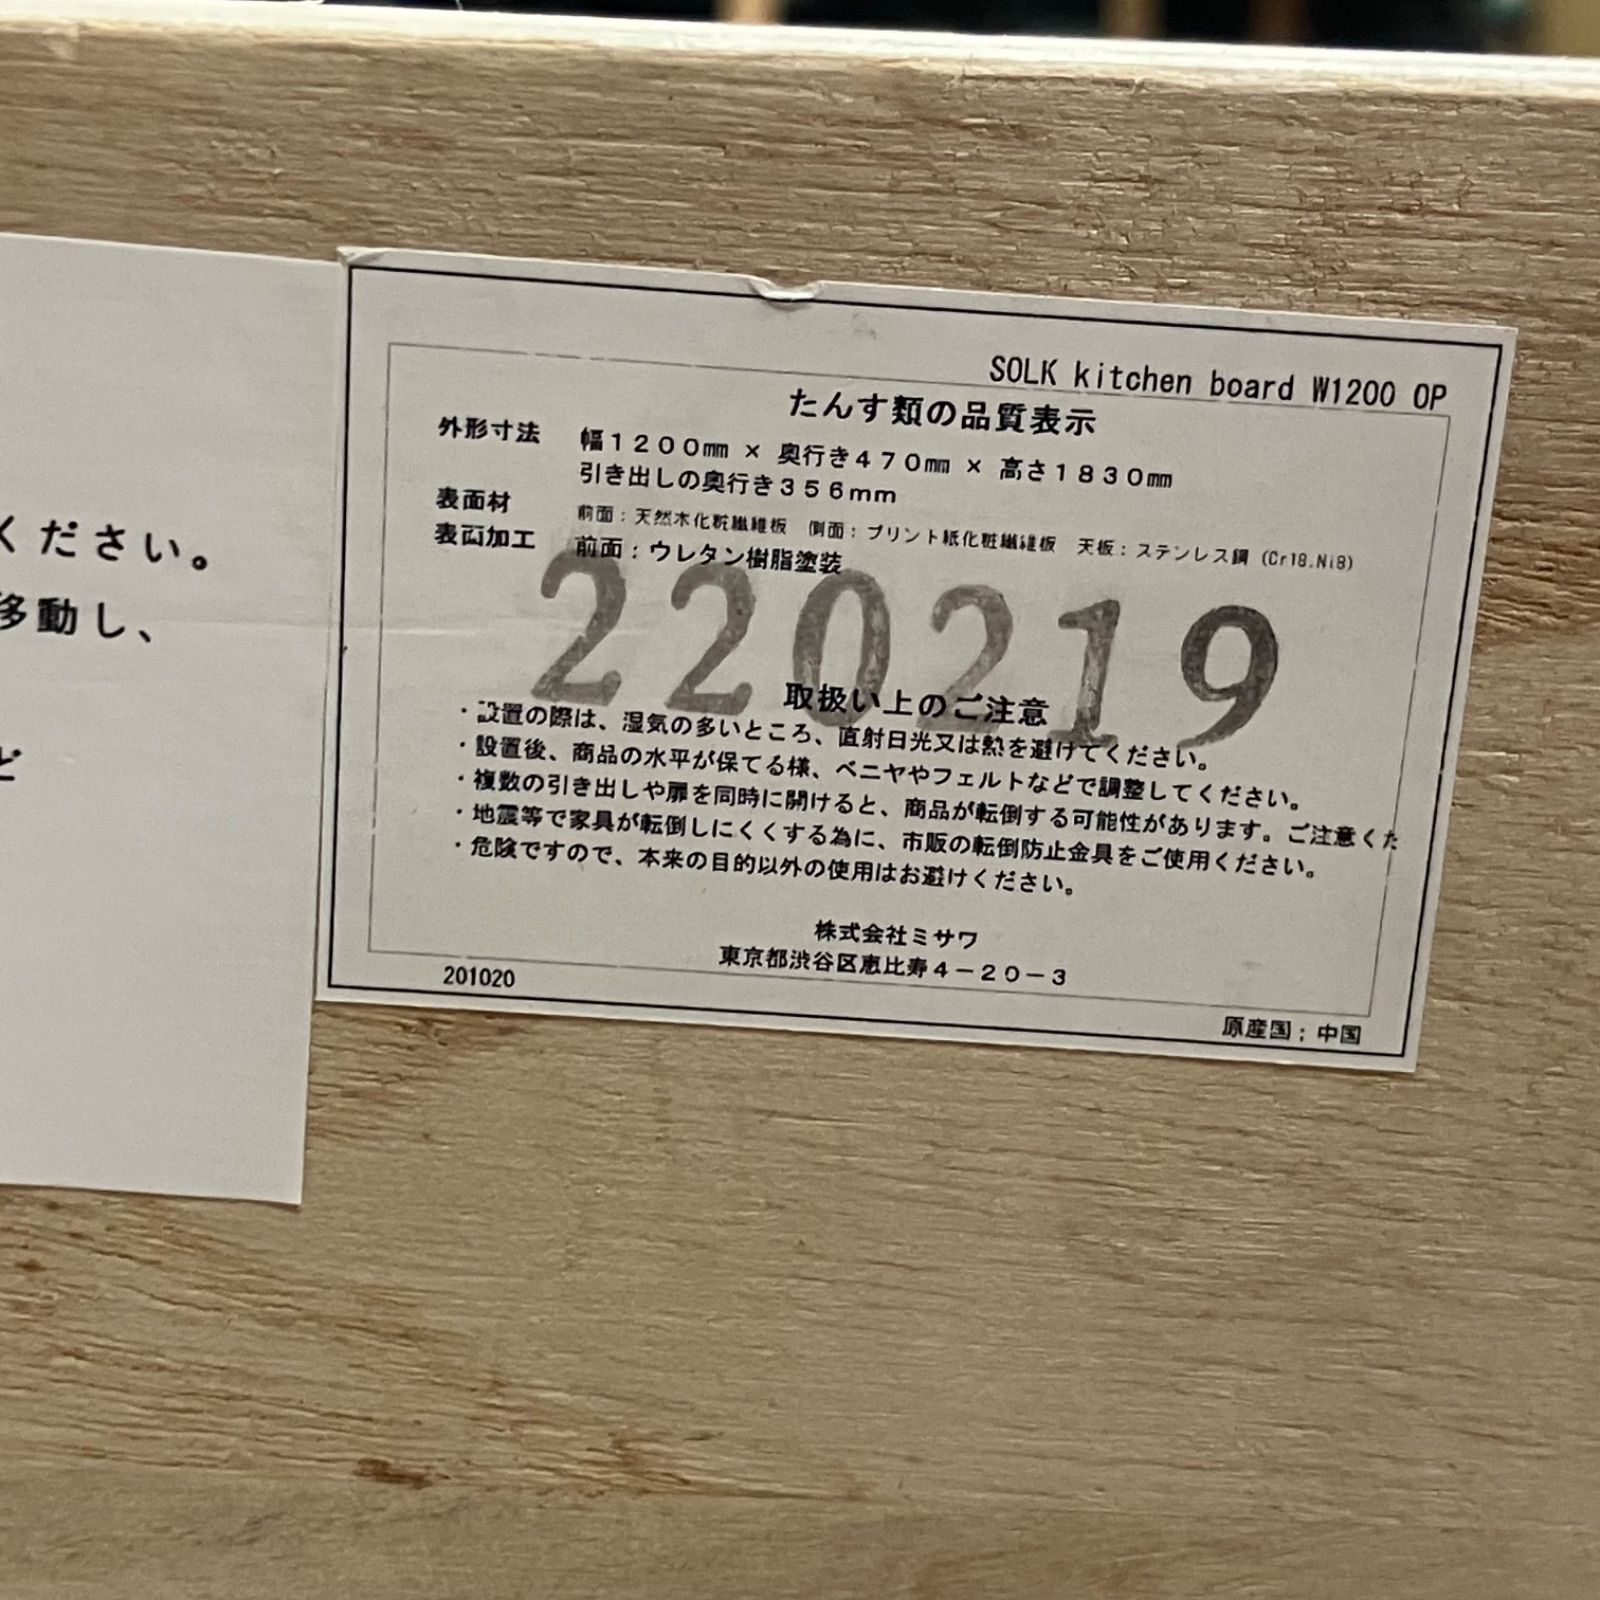 ください。
移動し、
ど
SOLK kitchen board W1200 OP
たんす類の品質表示
外形寸法 幅1200㎜ × 奥行き470㎜ × 高さ1830㎜
引き出しの奥行き356mm
表面材 前面：天然木化粧繊維板 側面：プリント紙化粧繊維板 天板：ステンレス鋼（Cr18.Ni8）
表面加工 前面：ウレタン樹脂塗装
220219
取扱い上のご注意
・設置の際は、湿気の多いところ、直射日光又は熱を避けてください。
・設置後、商品の水平が保てる様、ベニヤやフェルトなどで調整してください。
・複数の引き出しや扉を同時に開けると、商品が転倒する可能性があります。ご注意くた
・地震等で家具が転倒しにくくする為に、市販の転倒防止金具をご使用ください。
・危険ですので、本来の目的以外の使用はお避けください。
株式会社ミサワ
東京都渋谷区恵比寿4－20－3
201020
原産国：中国